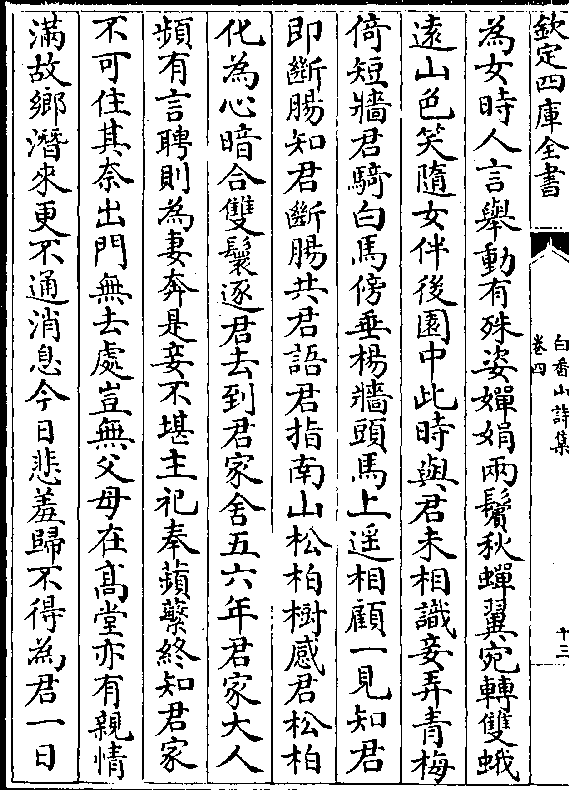 欽定四庫全書
白香山詩集
卷四
十三
為女時人言舉動有殊姿嬋娟兩鬢秋蟬翼宛轉雙蛾
遠山色笑隨女伴後園中此時與君未相識妾弄青梅
倚短牆君騎白馬傍垂楊牆頭馬上遥相顧一見知君
即斷腸知君斷腸共君語君指南山松柏樹感君松柏
化為心暗合雙鬟逐君去到君家舍五六年君家大人
頻有言聘則為妻奔是妾不堪主祀奉蘋蘩終知君家
不可住其奈出門無去處豈無父母在髙堂亦有親情
滿故鄉潛來更不通消息今日悲羞歸不得為君一日